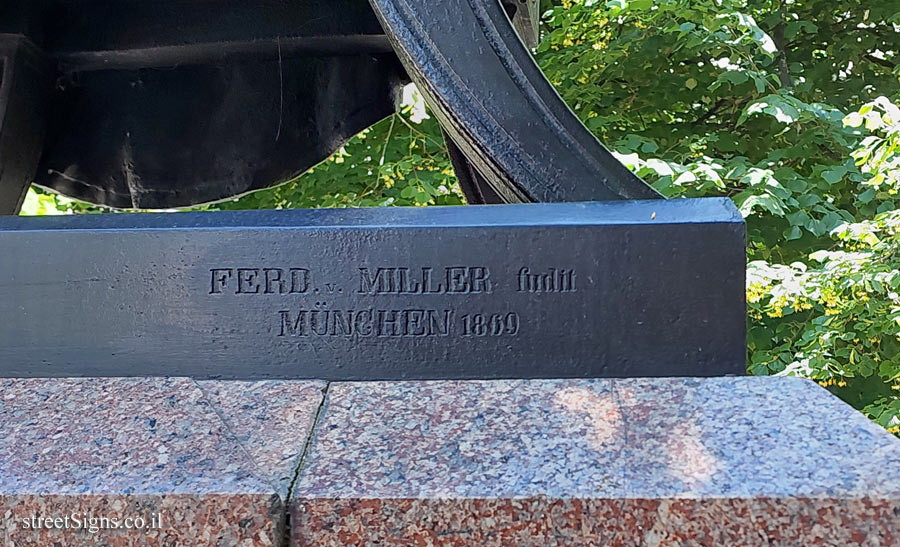 FERD. v. MILLER fudit
MÜNCHEN 1869
streetSigns.co.il